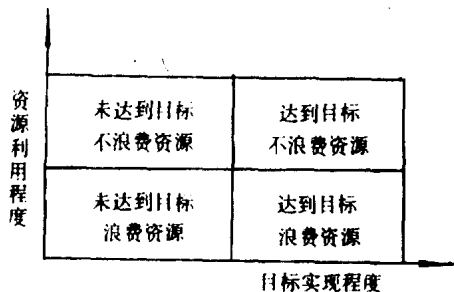 资源利用程度
未达到目标
不浪费资源
达到目标
不浪费资源
未达到目标
浪费资源
达到目标
浪费资源
目标实现程度